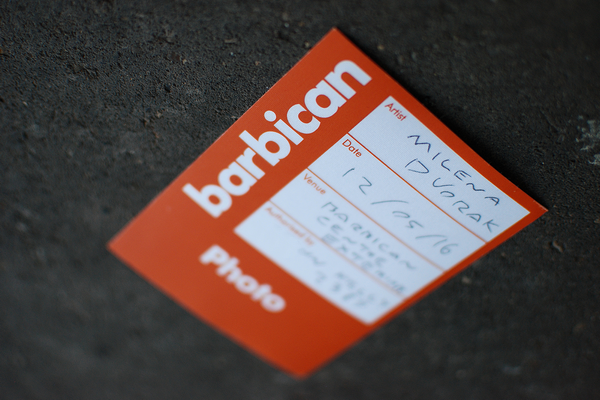 barbican
Photo
Artist
MILENA
DVORAK
Date
12/05/16
Venue
BARBICAN
CENTRE
Authorised by